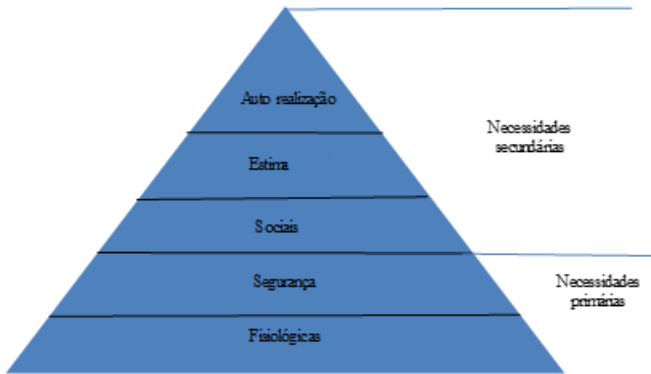 Auto realização
Necessidades
secundárias
Estima
Sociais
Segurança
Necessidades
primárias
Fisiológicas